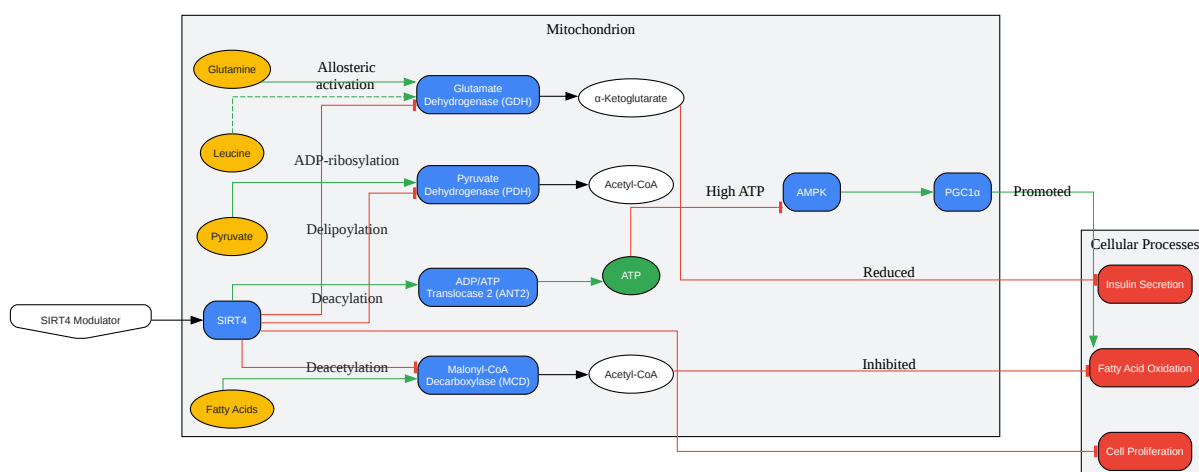 Mitochondrion
Glutamine
Allosteric
activation
Glutamate
Dehydrogenase (GDH)
α-Ketoglutarate
Leucine
ADP-ribosylation
Pyruvate
Dehydrogenase (PDH)
Acetyl-CoA
High ATP
AMPK
PGC1α
Promoted
Pyruvate
Delipoylation
Cellular Processes
ADP/ATP
Translocase 2 (ANT2)
ATP
Reduced
Insulin Secretion
Deacylation
SIRT4 Modulator
SIRT4
Deacetylation
Malonyl-CoA
Decarboxylase (MCD)
Acetyl-CoA
Inhibited
Fatty Acid Oxidation
Fatty Acids
Cell Proliferation